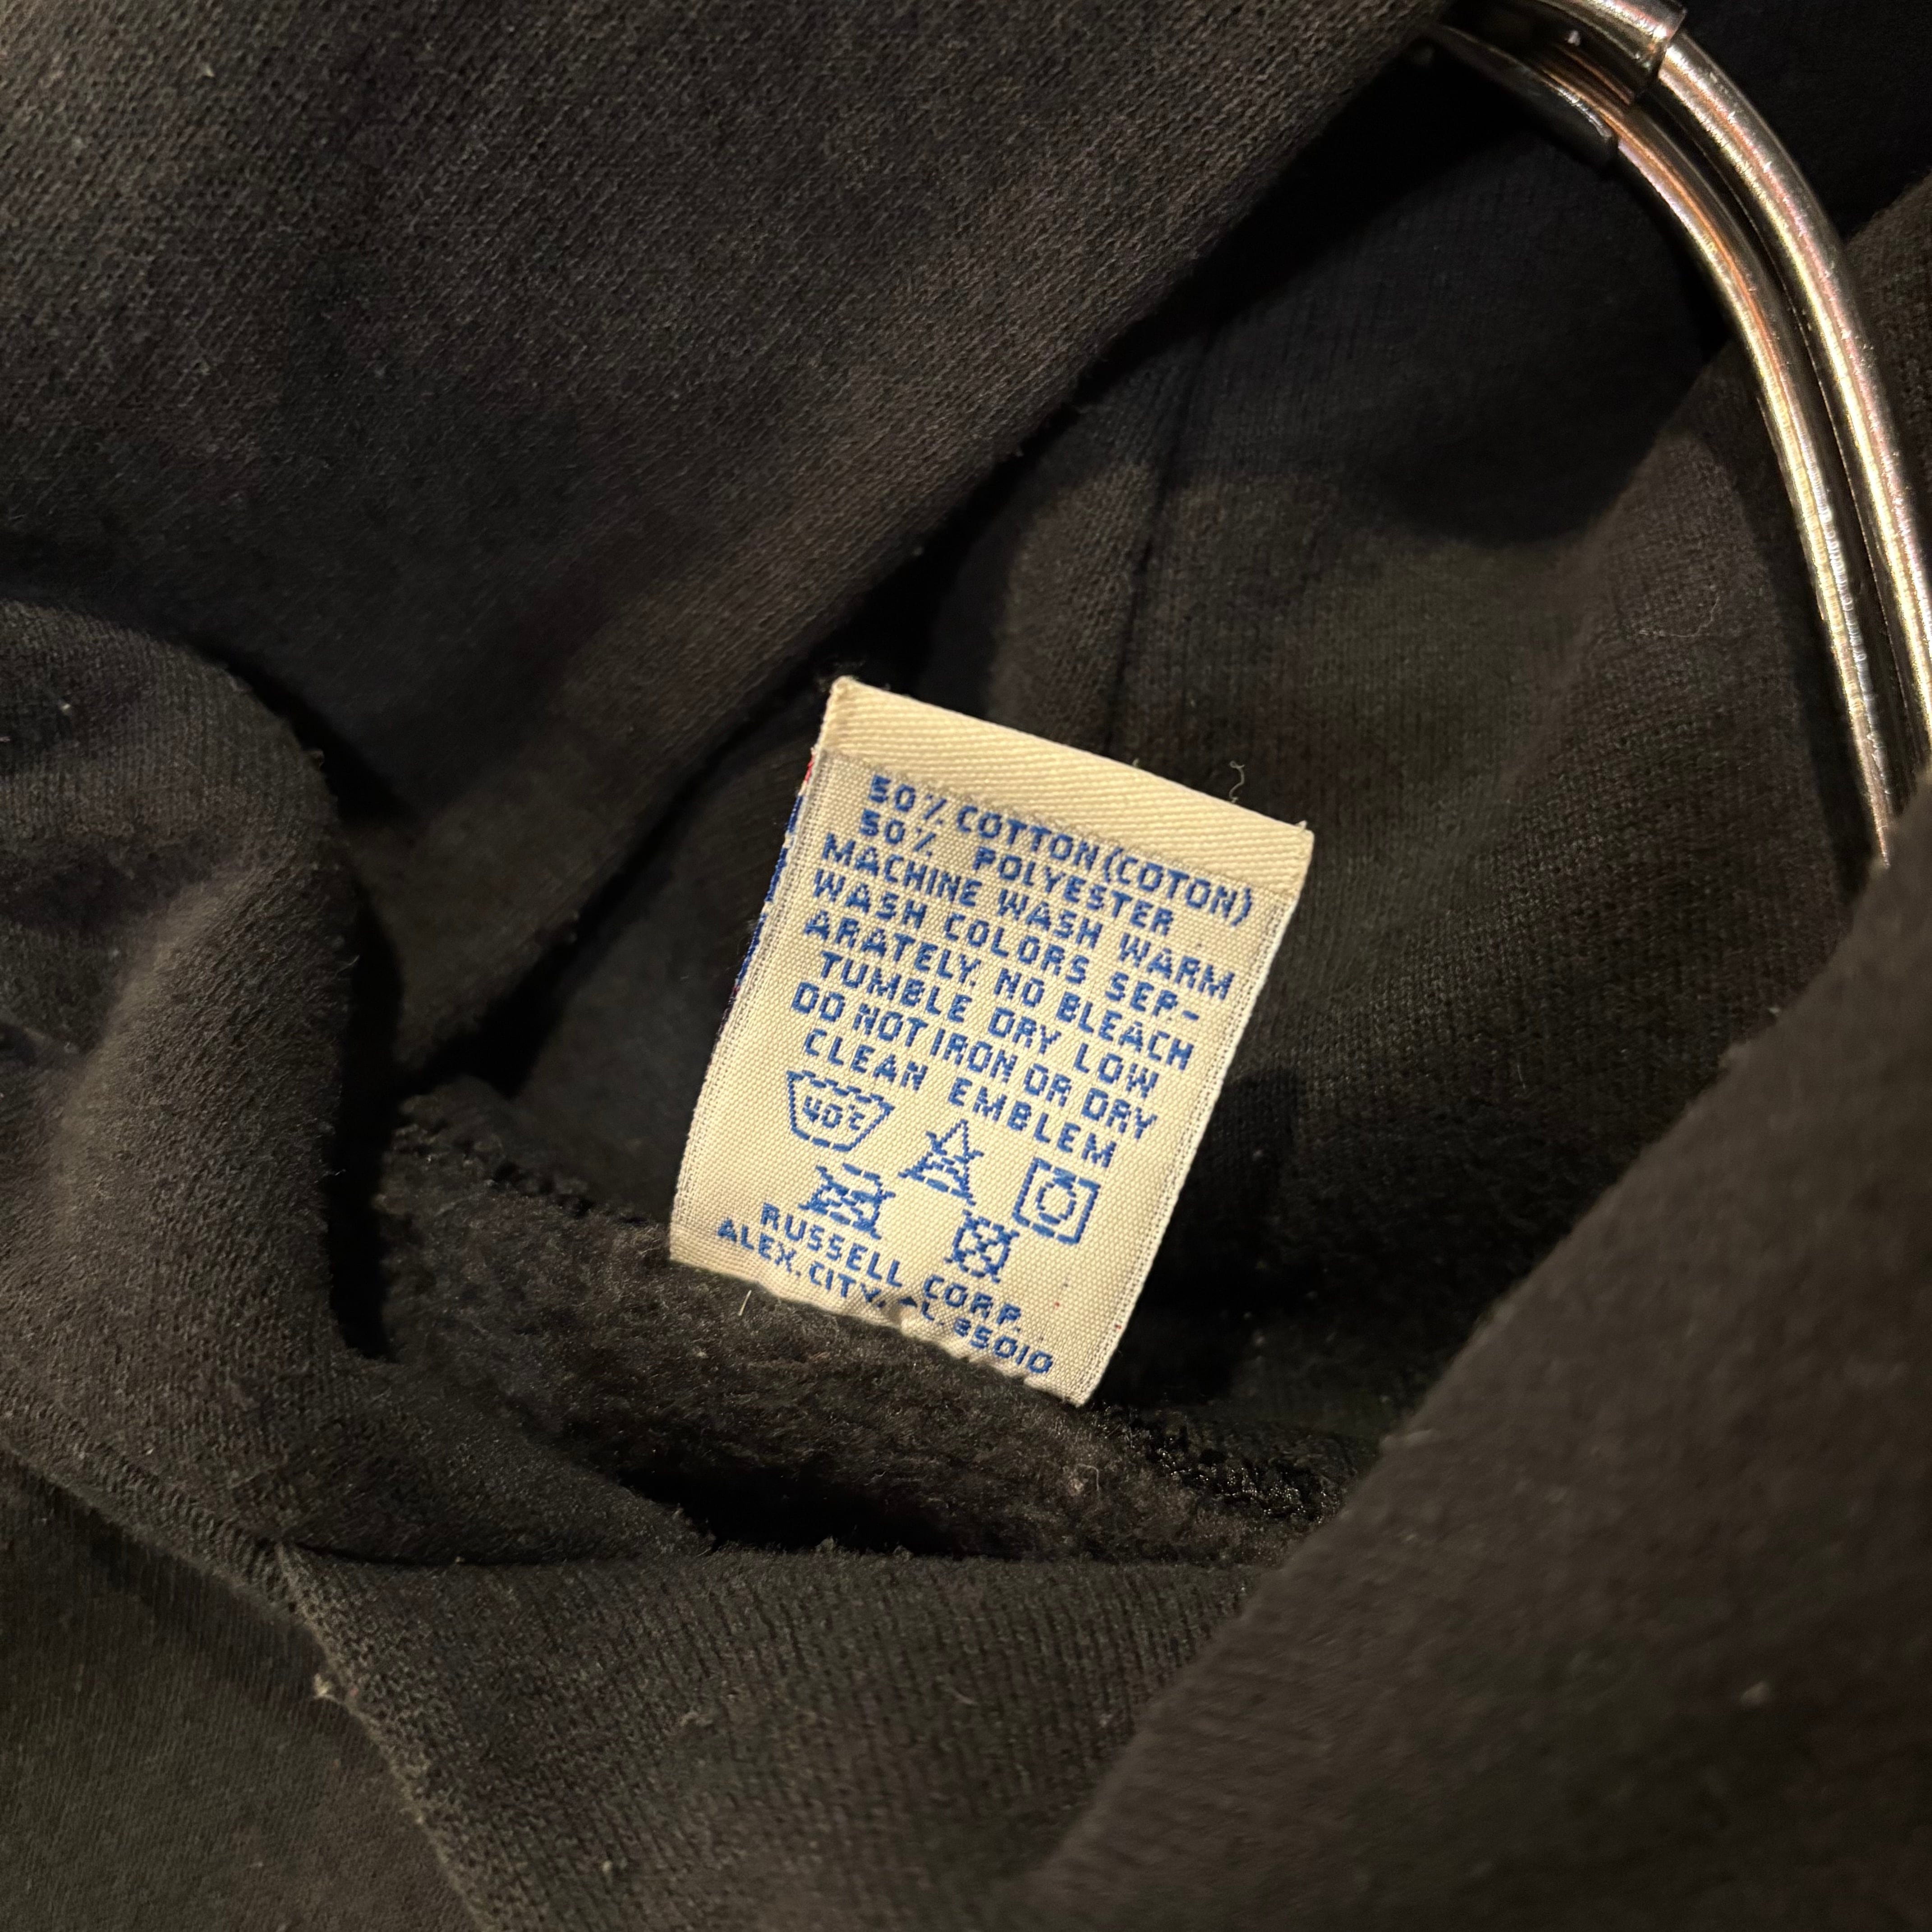 50% COTTON (COTON)
50% POLYESTER
MACHINE WASH WARM
WASH COLORS SEP-
ARATELY. NO BLEACH
TUMBLE DRY LOW
DO NOT IRON OR DRY
CLEAN EMBLEM
40°C
RUSSELL CORP.
ALEX. CITY, AL. 35010